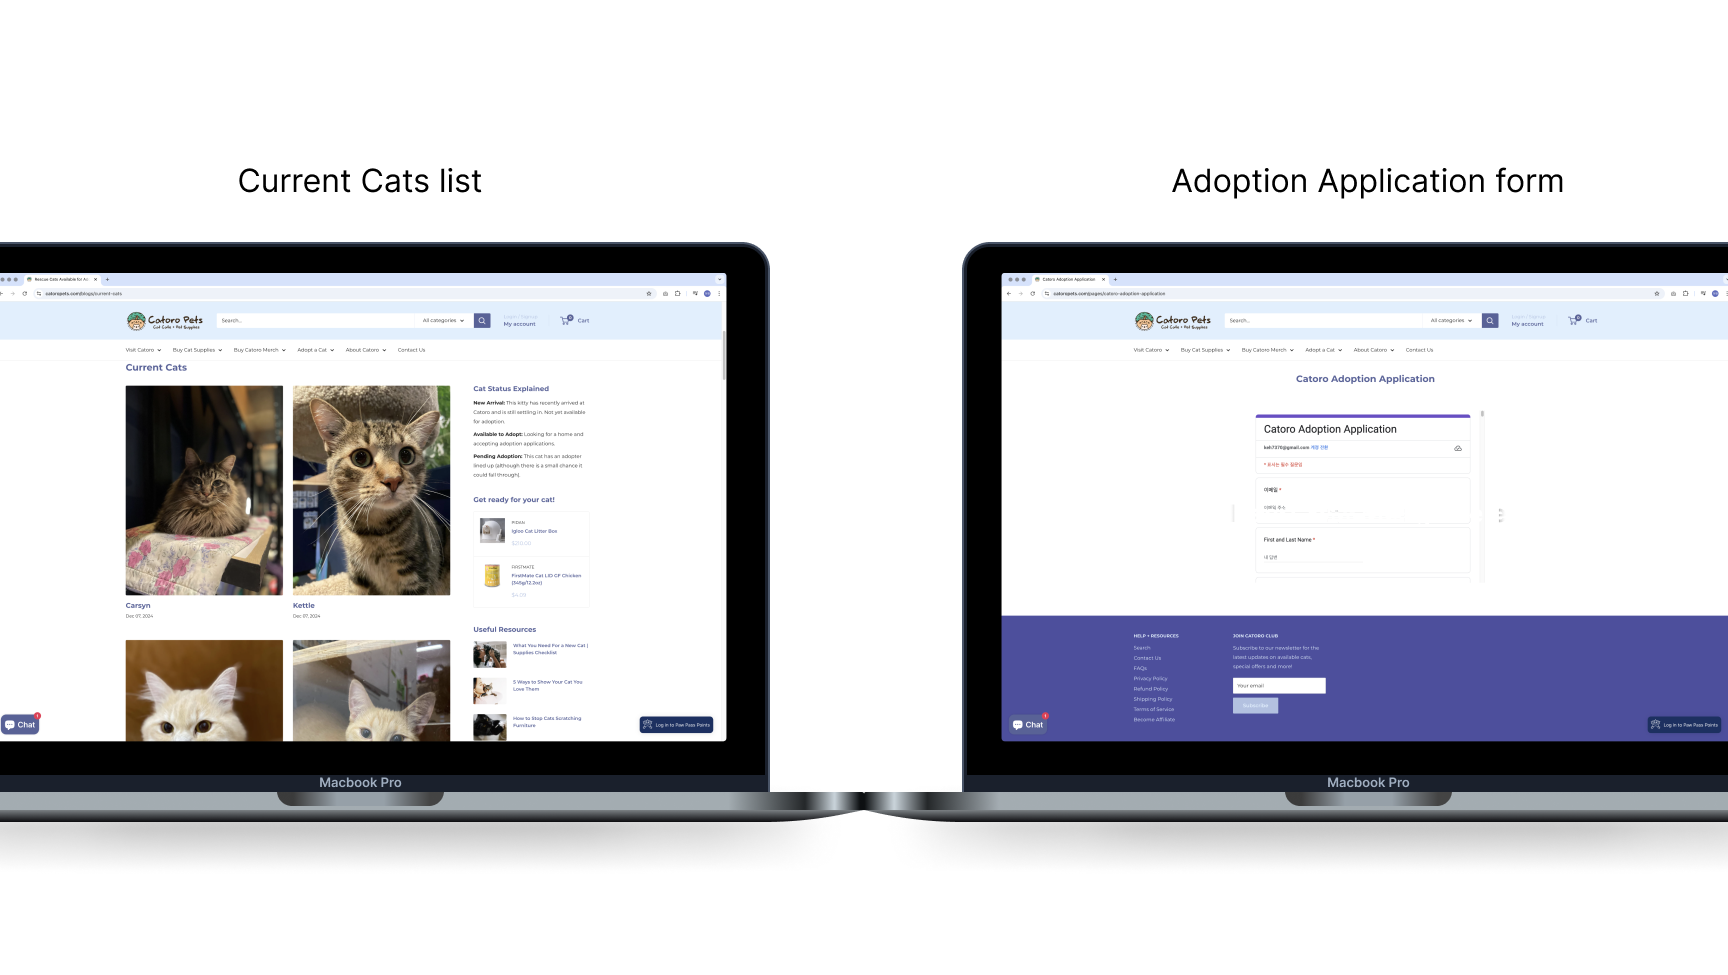 Current Cats list
Adoption Application form
Rescue Cats Available for Ad
catoropets.com/blogs/current-cats
Catoro Pets
Cat Cafe + Pet Supplies
Search...
All categories
Login / Signup
My account
0
Cart
Visit Catoro
Buy Cat Supplies
Buy Catoro Merch
Adopt a Cat
About Catoro
Contact Us
Current Cats
Carsyn
Dec 07, 2024
Kettle
Dec 07, 2024
Cat Status Explained
New Arrival: This kitty has recently arrived at
Catoro and is still settling in. Not yet available
for adoption.
Available to Adopt: Looking for a home and
accepting adoption applications.
Pending Adoption: This cat has an adopter
lined up (although there is a small chance it
could fall through)
Get ready for your cat!
PIDAN
Igloo Cat Litter Box
FIRSTMATE
FirstMate Cat LID GF Chicken
(345g/12.2oz)
$4.09
Useful Resources
What You Need For a New Cat |
Supplies Checklist
5 Ways to Show Your Cat You
Love Them
How to Stop Cats Scratching
Furniture
Chat
1
Log in to Paw Pass Points
Macbook Pro
Catoro Adoption Application
catoropets.com/pages/catoro-adoption-application
Catoro Pets
Cat Cafe + Pet Supplies
Search...
All categories
Login / Signup
My account
0
Cart
Visit Catoro
Buy Cat Supplies
Buy Catoro Merch
Adopt a Cat
About Catoro
Contact Us
Catoro Adoption Application
Catoro Adoption Application
keh7370@gmail.com 계정 전환
* 표시는 필수 질문임
이메일 *
이메일 주소
First and Last Name *
내 답변
HELP + RESOURCES
Search
Contact Us
FAQs
Privacy Policy
Refund Policy
Shipping Policy
Terms of Service
Become Affiliate
JOIN CATORO CLUB
Subscribe to our newsletter for the
latest updates on available cats,
special offers and more!
Your email
Subscribe
Chat
1
Log in to Paw Pass Points
Macbook Pro